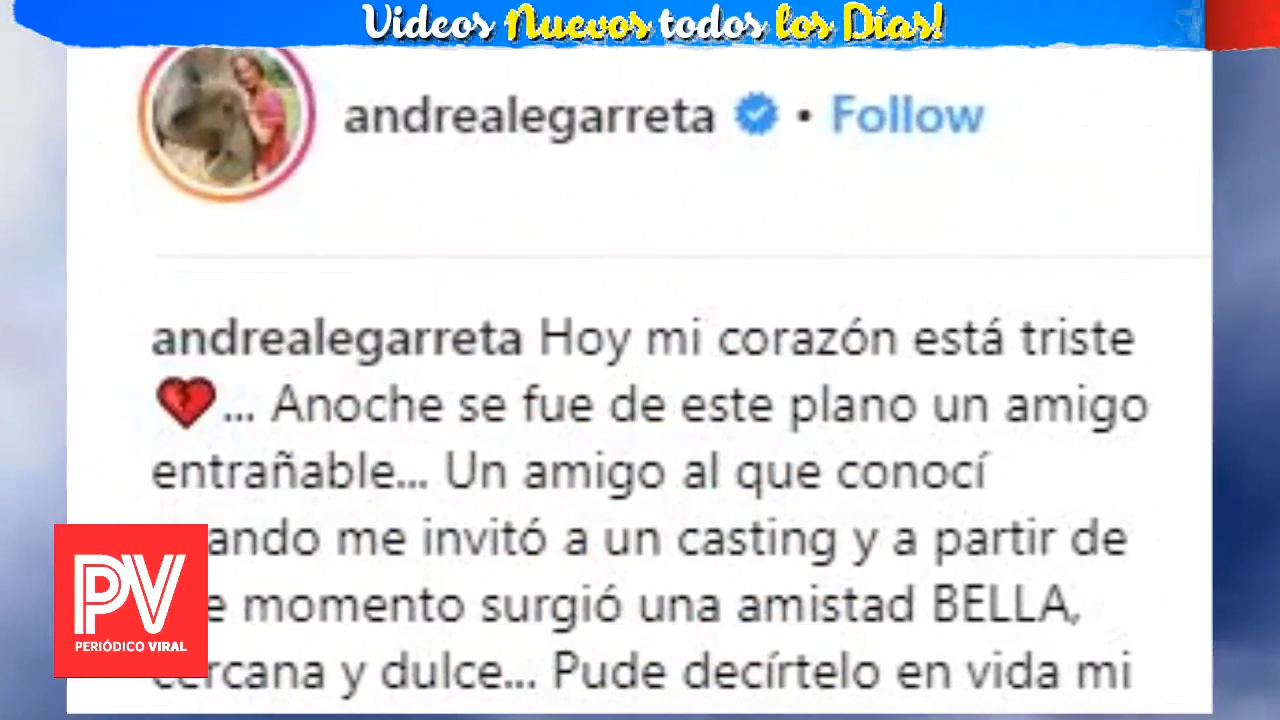 Videos Nuevos todos los Días!
andrealegarreta • Follow
andrealegarreta Hoy mi corazón está triste
💔... Anoche se fue de este plano un amigo
entrañable... Un amigo al que conocí
ando me invitó a un casting y a partir de
e momento surgió una amistad BELLA,
cercana y dulce... Pude decírtelo en vida mi
PV
PERIÓDICO VIRAL